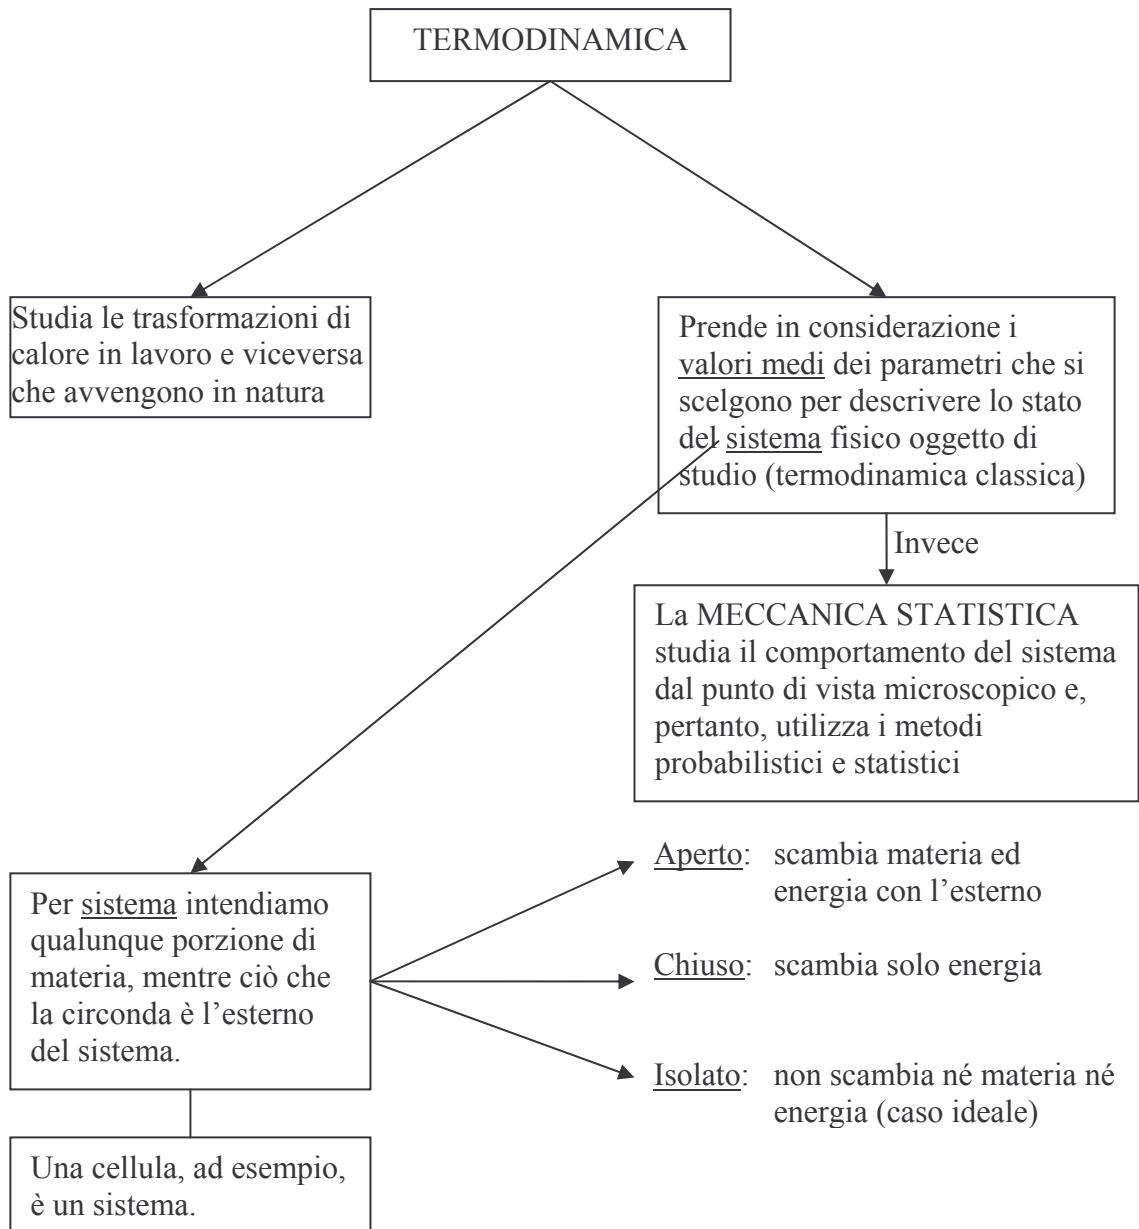 TERMODINAMICA
Studia le trasformazioni di
calore in lavoro e viceversa
che avvengono in natura
Prende in considerazione i
valori medi dei parametri che si
scelgono per descrivere lo stato
del sistema fisico oggetto di
studio (termodinamica classica)
Invece
La MECCANICA STATISTICA
studia il comportamento del sistema
dal punto di vista microscopico e,
pertanto, utilizza i metodi
probabilistici e statistici
Per sistema intendiamo
qualunque porzione di
materia, mentre ciò che
la circonda è l’esterno
del sistema.
Aperto: scambia materia ed
energia con l’esterno
Chiuso: scambia solo energia
Isolato: non scambia né materia né
energia (caso ideale)
Una cellula, ad esempio,
è un sistema.